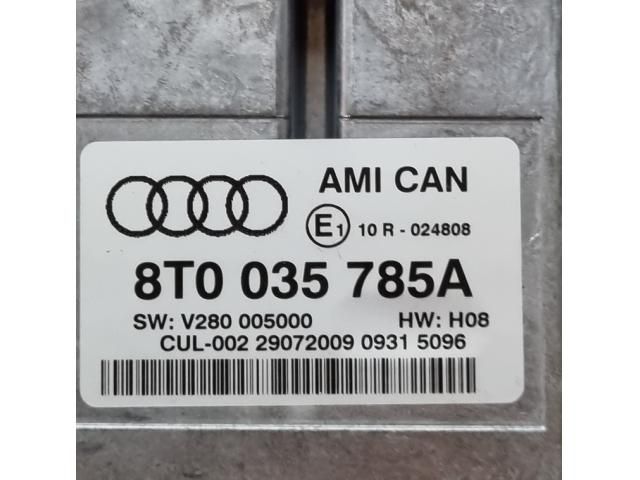 AMI CAN
E1 10 R - 024808
8T0 035 785A
SW: V280 005000 HW: H08
CUL-002 29072009 0931 5096